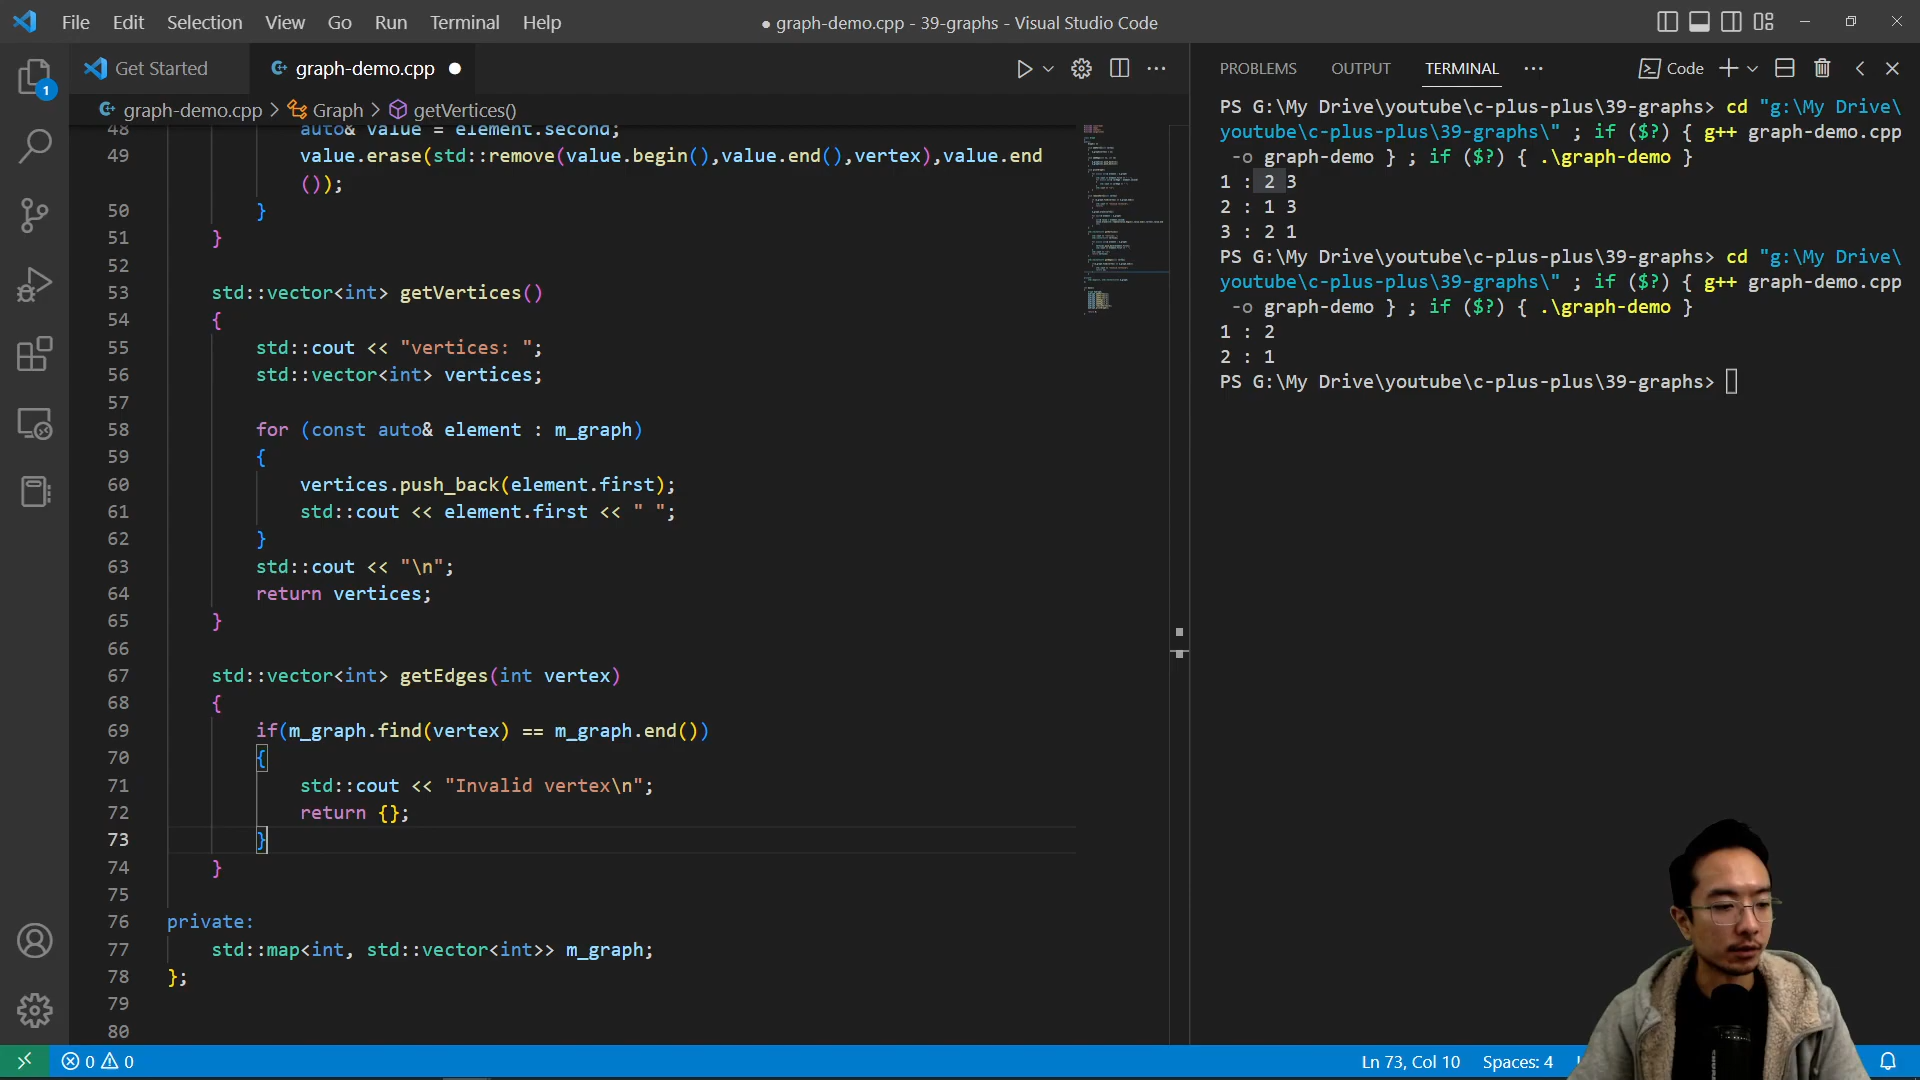 File Edit Selection View Go Run Terminal Help
● graph-demo.cpp - 39-graphs - Visual Studio Code
Get Started
graph-demo.cpp ●
graph-demo.cpp > Graph > getVertices()
1
48 auto& value = element.second;
49 value.erase(std::remove(value.begin(),value.end(),vertex),value.end
());
50 }
51 }
52
53 std::vector<int> getVertices()
54 {
55 std::cout << "vertices: ";
56 std::vector<int> vertices;
57
58 for (const auto& element : m_graph)
59 {
60 vertices.push_back(element.first);
61 std::cout << element.first << " ";
62 }
63 std::cout << "\n";
64 return vertices;
65 }
66
67 std::vector<int> getEdges(int vertex)
68 {
69 if(m_graph.find(vertex) == m_graph.end())
70 {
71 std::cout << "Invalid vertex\n";
72 return {};
73 }
74 }
75
76 private:
77 std::map<int, std::vector<int>> m_graph;
78 };
79
80
PROBLEMS OUTPUT TERMINAL ··· Code
PS G:\My Drive\youtube\c-plus-plus\39-graphs> cd "g:\My Drive\
youtube\c-plus-plus\39-graphs\" ; if ($?) { g++ graph-demo.cpp
-o graph-demo } ; if ($?) { .\graph-demo }
1 : 2 3
2 : 1 3
3 : 2 1
PS G:\My Drive\youtube\c-plus-plus\39-graphs> cd "g:\My Drive\
youtube\c-plus-plus\39-graphs\" ; if ($?) { g++ graph-demo.cpp
-o graph-demo } ; if ($?) { .\graph-demo }
1 : 2
2 : 1
PS G:\My Drive\youtube\c-plus-plus\39-graphs>
0 0
Ln 73, Col 10 Spaces: 4